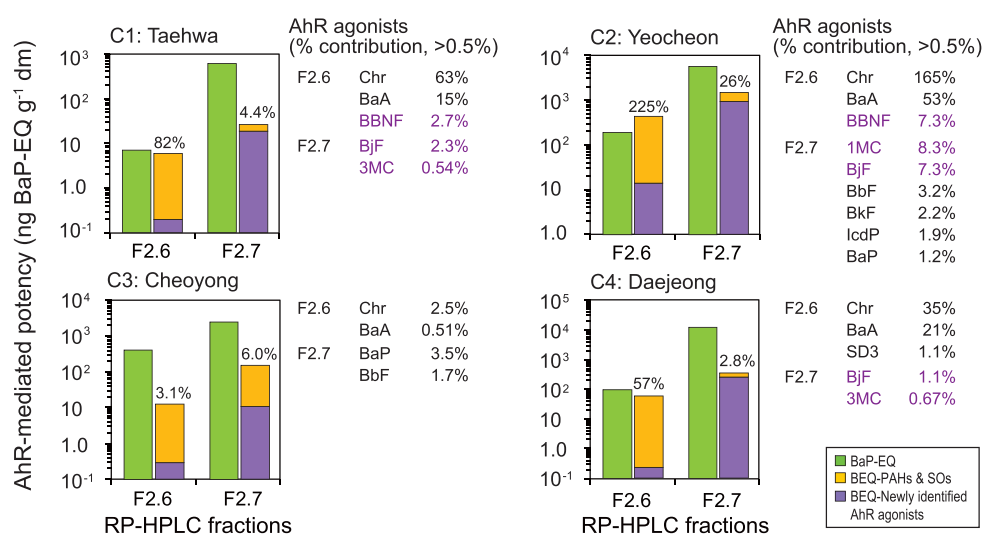 AhR-mediated potency (ng BaP-EQ g-1 dm)
C1: Taehwa
10^3
10^2
10
1.0
10^-1
82%
4.4%
F2.6 F2.7
AhR agonists
(% contribution, >0.5%)
F2.6 Chr 63%
BaA 15%
BBNF 2.7%
F2.7 BjF 2.3%
3MC 0.54%
C2: Yeocheon
10^4
10^3
10^2
10
1.0
225%
26%
F2.6 F2.7
AhR agonists
(% contribution, >0.5%)
F2.6 Chr 165%
BaA 53%
BBNF 7.3%
F2.7 1MC 8.3%
BjF 7.3%
BbF 3.2%
BkF 2.2%
IcdP 1.9%
BaP 1.2%
C3: Cheoyong
10^4
10^3
10^2
10
1.0
10^-1
3.1%
6.0%
F2.6 F2.7
RP-HPLC fractions
F2.6 Chr 2.5%
BaA 0.51%
F2.7 BaP 3.5%
BbF 1.7%
C4: Daejeong
10^5
10^4
10^3
10^2
10
1.0
10^-1
57%
2.8%
F2.6 F2.7
RP-HPLC fractions
F2.6 Chr 35%
BaA 21%
SD3 1.1%
F2.7 BjF 1.1%
3MC 0.67%
BaP-EQ
BEQ-PAHs & SOs
BEQ-Newly identified
AhR agonists